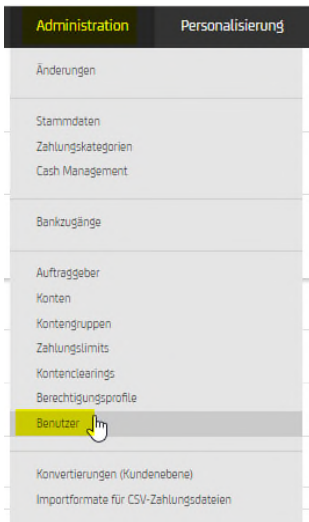 Administration Personalisierung
Änderungen
Stammdaten
Zahlungskategorien
Cash Management
Bankzugänge
Auftraggeber
Konten
Kontengruppen
Zahlungslimits
Kontenclearings
Berechtigungsprofile
Benutzer
Konvertierungen (Kundenebene)
Importformate für CSV-Zahlungsdateien